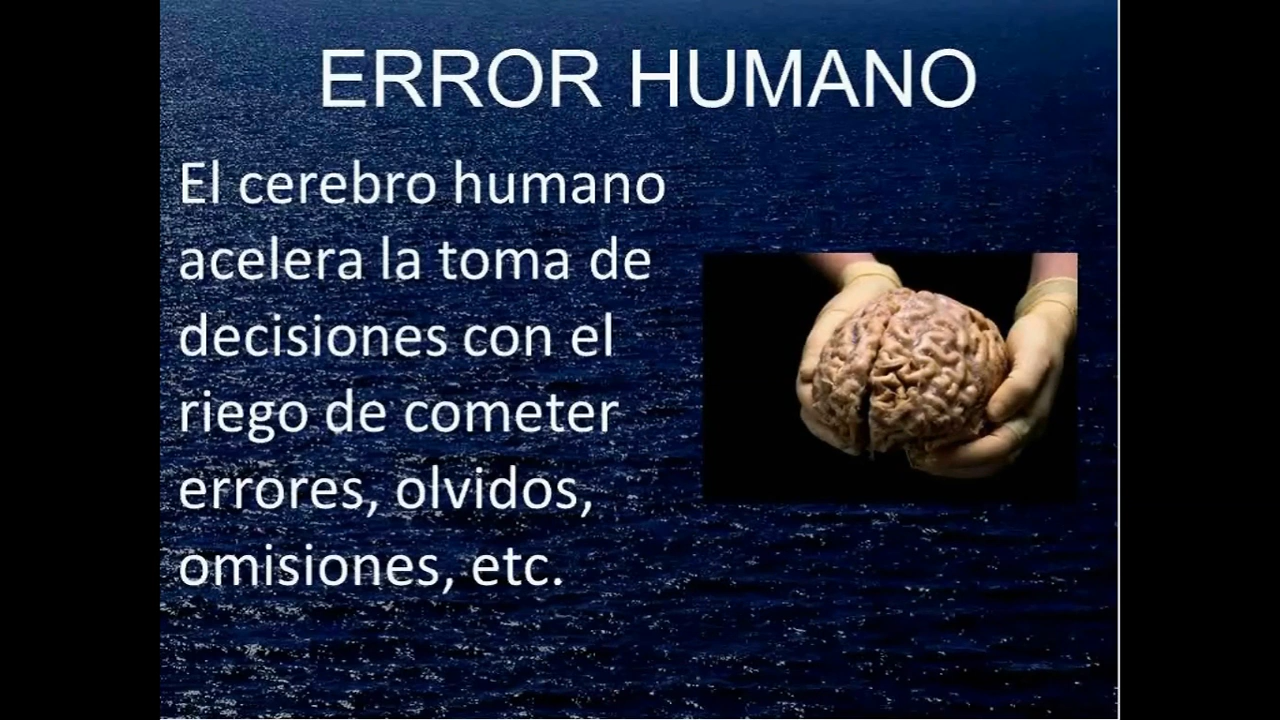 ERROR HUMANO
El cerebro humano
acelera la toma de
decisiones con el
riego de cometer
errores, olvidos,
omisiones, etc.